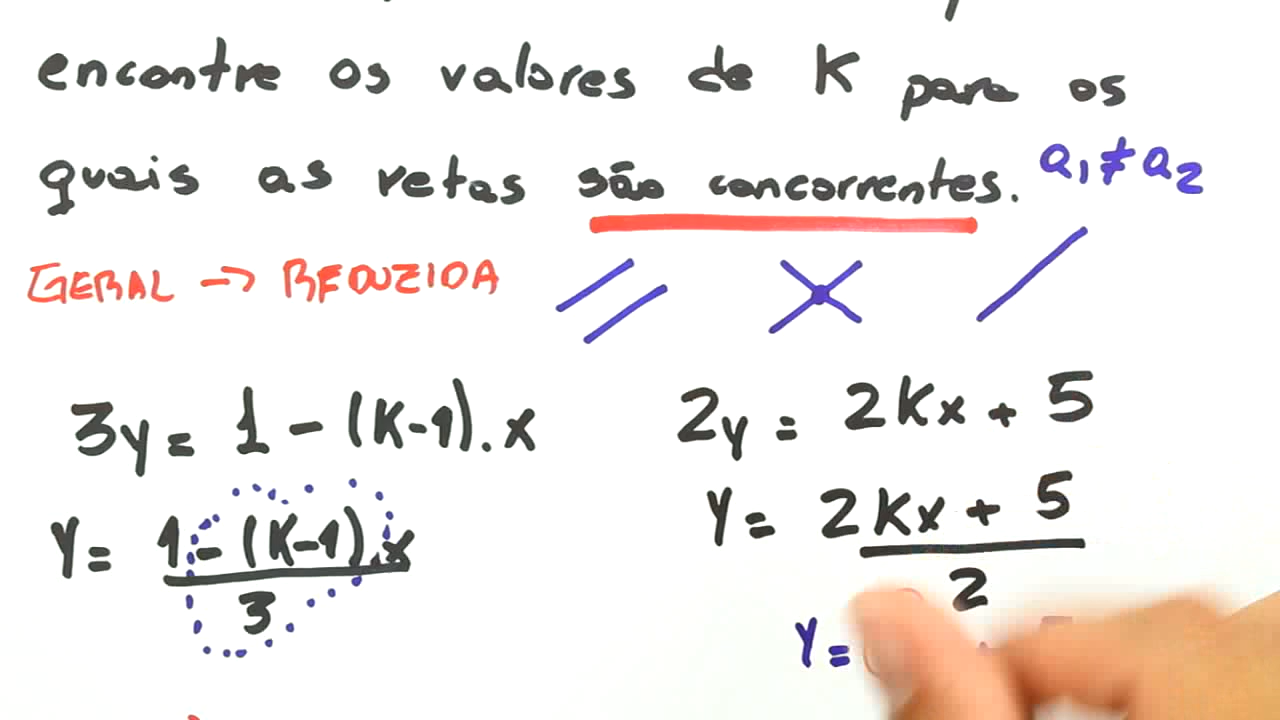 encontre os valores de K para os
quais as retas são concorrentes. a₁ ≠ a₂
GERAL → REDUZIDA
3y = 1 - (K-1). x
2y = 2Kx + 5
y = 1 - (K-1).x / 3
y = 2Kx + 5 / 2
y =